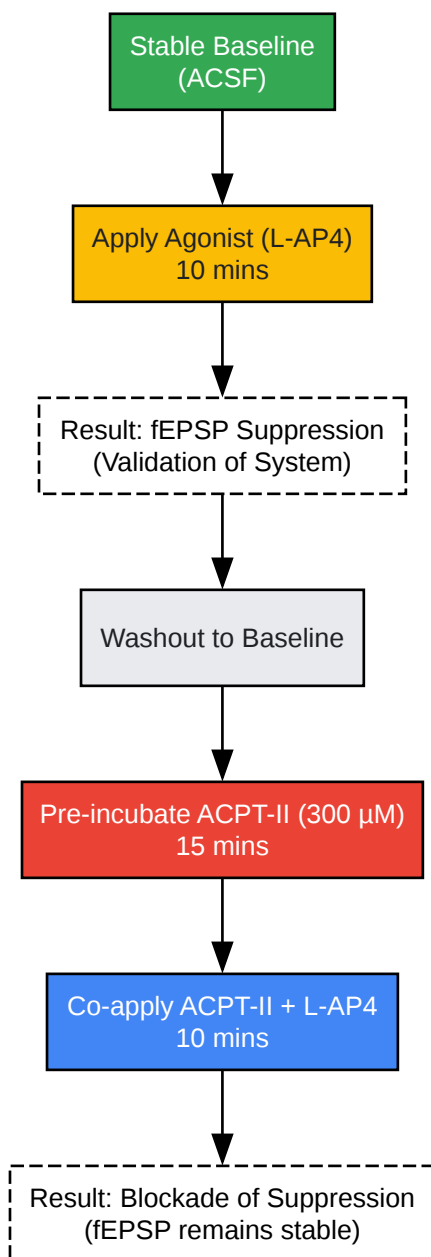 Stable Baseline
(ACSF)
Apply Agonist (L-AP4)
10 mins
Result: fEPSP Suppression
(Validation of System)
Washout to Baseline
Pre-incubate ACPT-II (300 µM)
15 mins
Co-apply ACPT-II + L-AP4
10 mins
Result: Blockade of Suppression
(fEPSP remains stable)